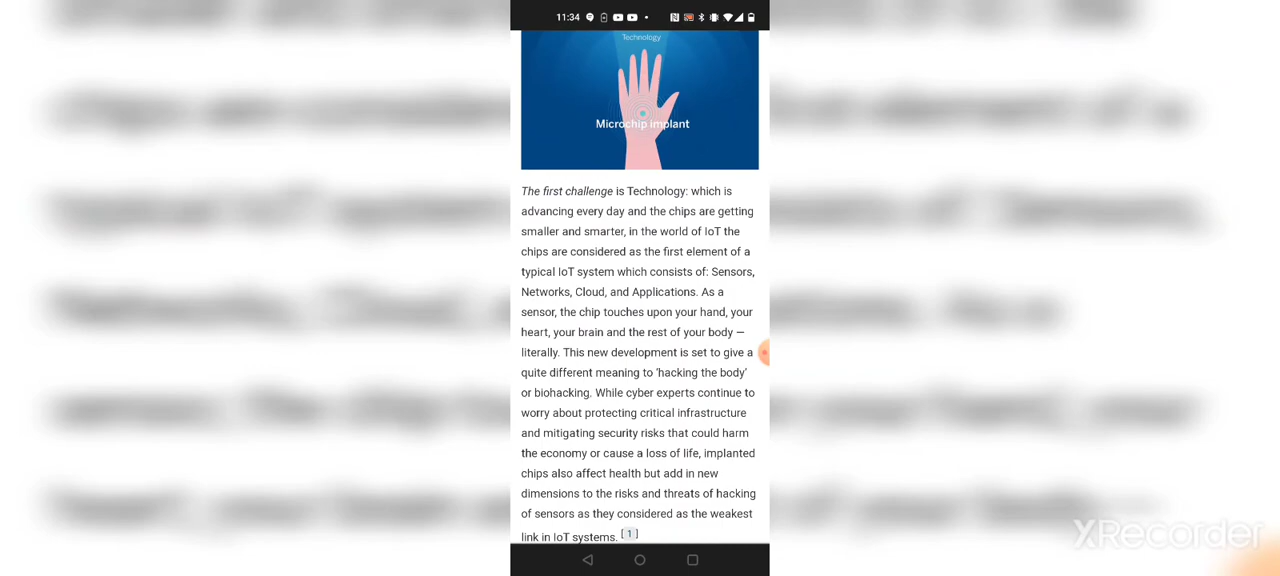 11:34
Technology
Microchip implant
The first challenge is Technology: which is
advancing every day and the chips are getting
smaller and smarter, in the world of IoT the
chips are considered as the first element of a
typical IoT system which consists of: Sensors,
Networks, Cloud, and Applications. As a
sensor, the chip touches upon your hand, your
heart, your brain and the rest of your body —
literally. This new development is set to give a
quite different meaning to 'hacking the body'
or biohacking. While cyber experts continue to
worry about protecting critical infrastructure
and mitigating security risks that could harm
the economy or cause a loss of life, implanted
chips also affect health but add in new
dimensions to the risks and threats of hacking
of sensors as they considered as the weakest
link in IoT systems. [1]
XRecorder